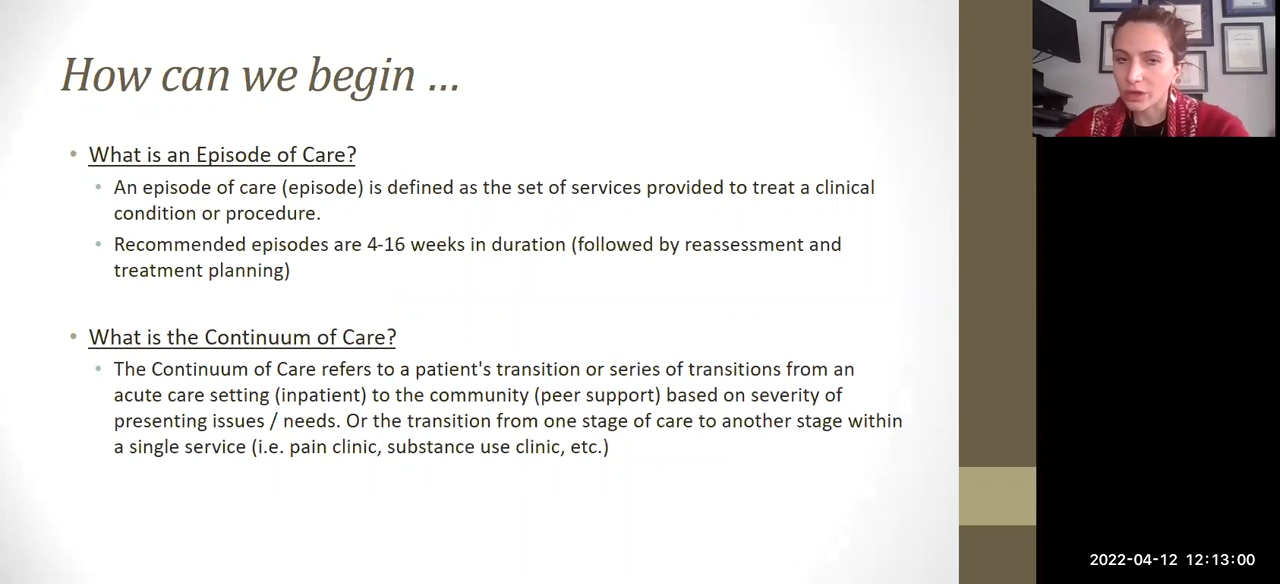 How can we begin ...
• What is an Episode of Care?
• An episode of care (episode) is defined as the set of services provided to treat a clinical
condition or procedure.
• Recommended episodes are 4-16 weeks in duration (followed by reassessment and
treatment planning)
• What is the Continuum of Care?
• The Continuum of Care refers to a patient's transition or series of transitions from an
acute care setting (inpatient) to the community (peer support) based on severity of
presenting issues / needs. Or the transition from one stage of care to another stage within
a single service (i.e. pain clinic, substance use clinic, etc.)
2022-04-12 12:13:00